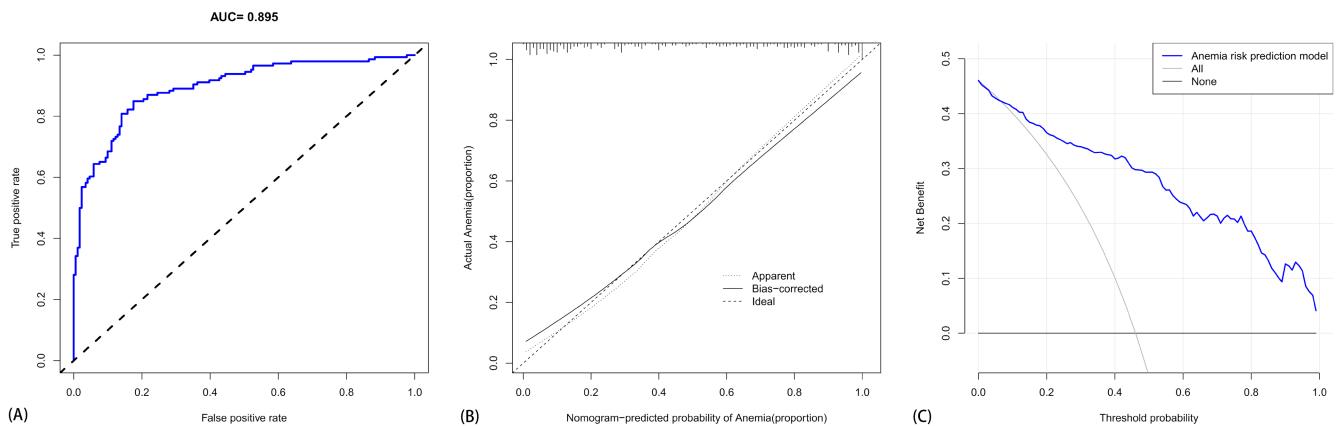 AUC= 0.895
True positive rate
0.0 0.2 0.4 0.6 0.8 1.0
0.0 0.2 0.4 0.6 0.8 1.0
False positive rate
(A)
Actual Anemia(proportion)
0.0 0.2 0.4 0.6 0.8 1.0
Apparent
Bias−corrected
Ideal
0.0 0.2 0.4 0.6 0.8 1.0
Nomogram−predicted probability of Anemia(proportion)
(B)
Net Benefit
0.0 0.1 0.2 0.3 0.4 0.5
Anemia risk prediction model
All
None
0.0 0.2 0.4 0.6 0.8 1.0
Threshold probability
(C)